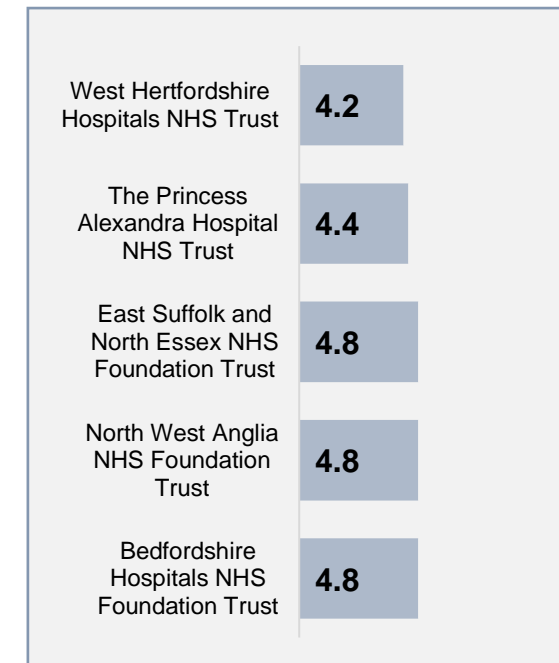 West Hertfordshire
Hospitals NHS Trust
4.2
The Princess
Alexandra Hospital
NHS Trust
4.4
East Suffolk and
North Essex NHS
Foundation Trust
4.8
North West Anglia
NHS Foundation
Trust
4.8
Bedfordshire
Hospitals NHS
Foundation Trust
4.8